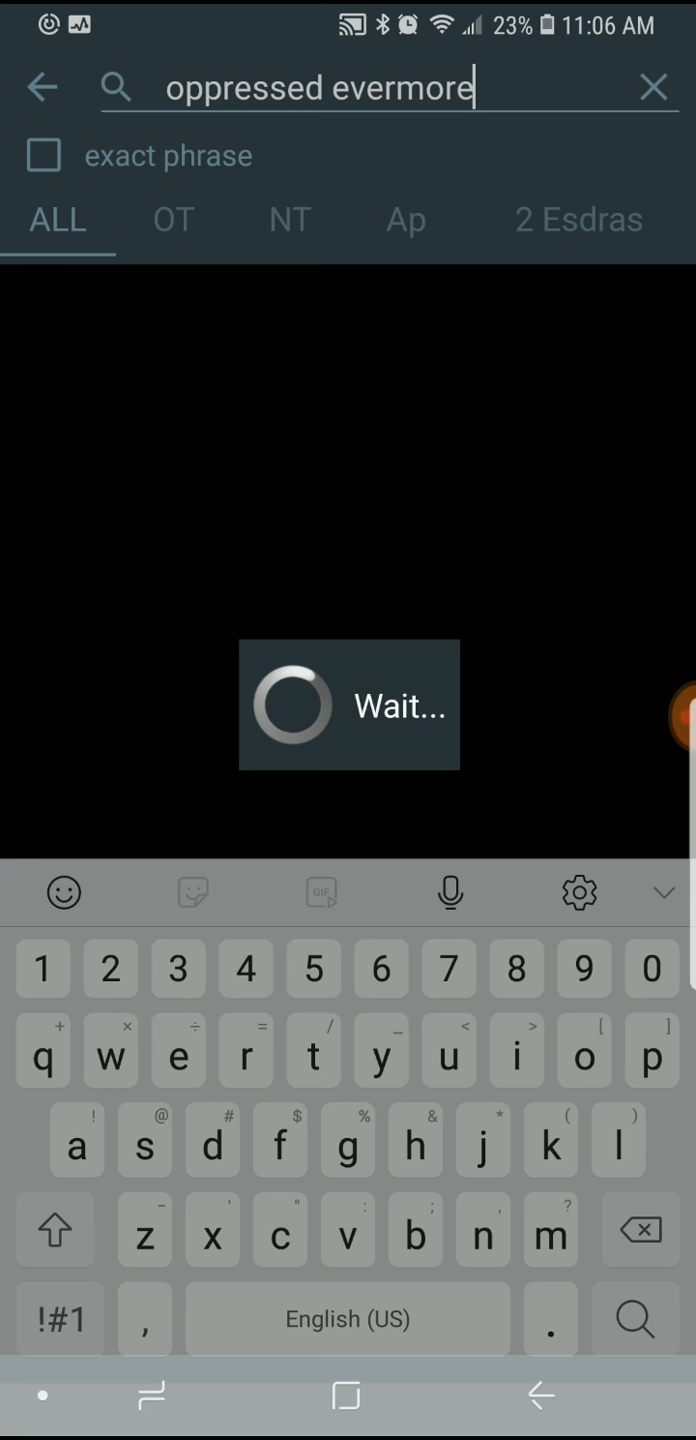 23% 11:06 AM
oppressed evermore
exact phrase
ALL OT NT Ap 2 Esdras
Wait...
GIF
1 2 3 4 5 6 7 8 9 0
+ × ÷ = / _ < > [ ]
q w e r t y u i o p
! @ # $ % & * ( )
a s d f g h j k l
- ' " : ; , ?
z x c v b n m
!#1 , English (US) .